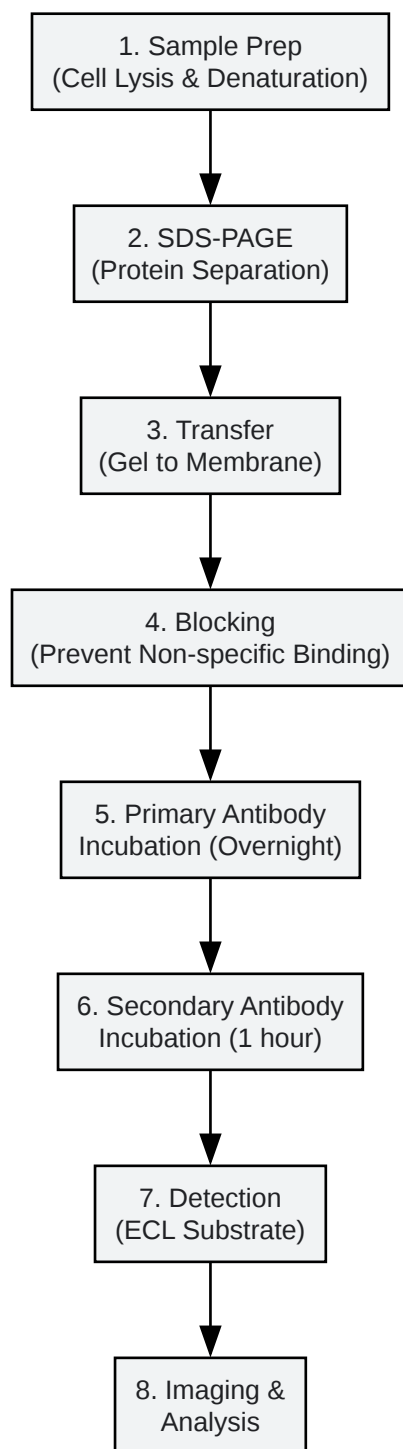 1. Sample Prep
(Cell Lysis & Denaturation)
2. SDS-PAGE
(Protein Separation)
3. Transfer
(Gel to Membrane)
4. Blocking
(Prevent Non-specific Binding)
5. Primary Antibody
Incubation (Overnight)
6. Secondary Antibody
Incubation (1 hour)
7. Detection
(ECL Substrate)
8. Imaging &
Analysis